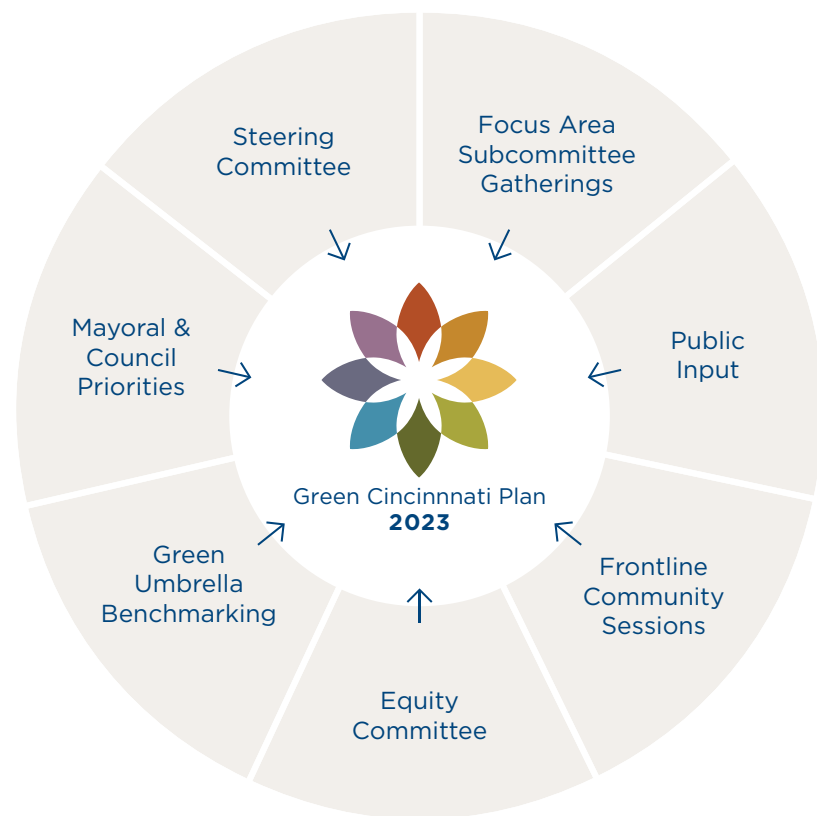 Steering
Committee
Focus Area
Subcommittee
Gatherings
Mayoral &
Council
Priorities
Public
Input
Green Cincinnnati Plan
2023
Green
Umbrella
Benchmarking
Frontline
Community
Sessions
Equity
Committee